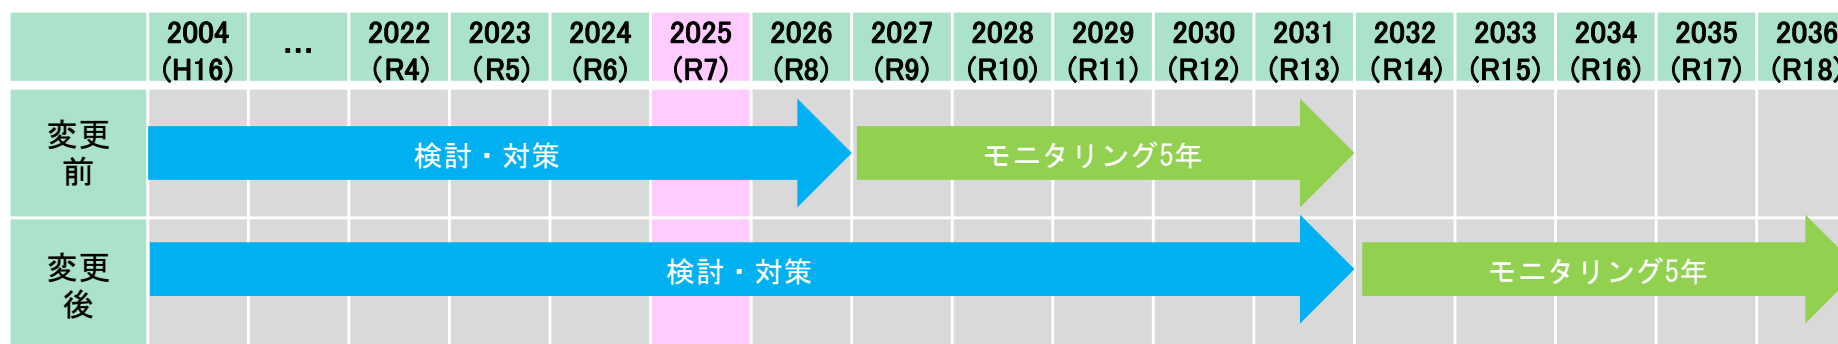 2004 … 2022 2023 2024 2025 2026 2027 2028 2029 2030 2031 2032 2033 2034 2035 2036
(H16) (R4) (R5) (R6) (R7) (R8) (R9) (R10) (R11) (R12) (R13) (R14) (R15) (R16) (R17) (R18)
変更
前
検討・対策 モニタリング5年
変更
後
検討・対策 モニタリング5年